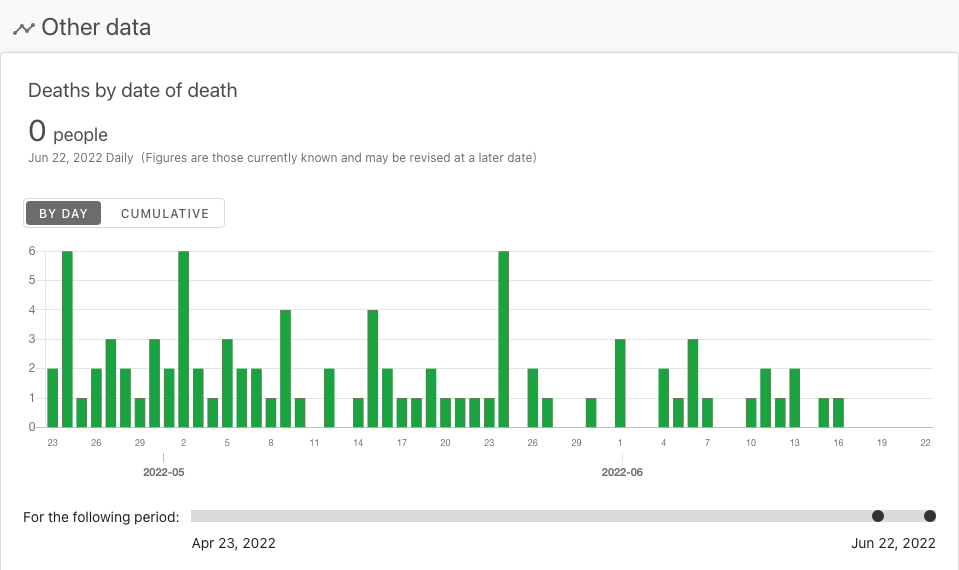 Other data
Deaths by date of death
0 people
Jun 22, 2022 Daily (Figures are those currently known and may be revised at a later date)
BY DAY CUMULATIVE
6
5
4
3
2
1
0
23 26 29 2 5 8 11 14 17 20 23 26 29 1 4 7 10 13 16 19 22
2022-05 2022-06
For the following period:
Apr 23, 2022 Jun 22, 2022